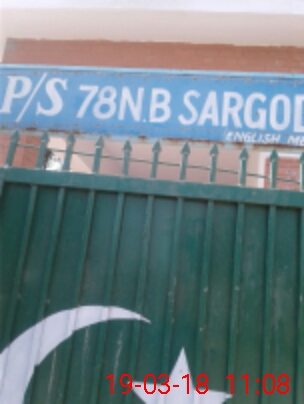 P/S 78N.B SARGOD
ENGLISH ME
19-03-18 11:08